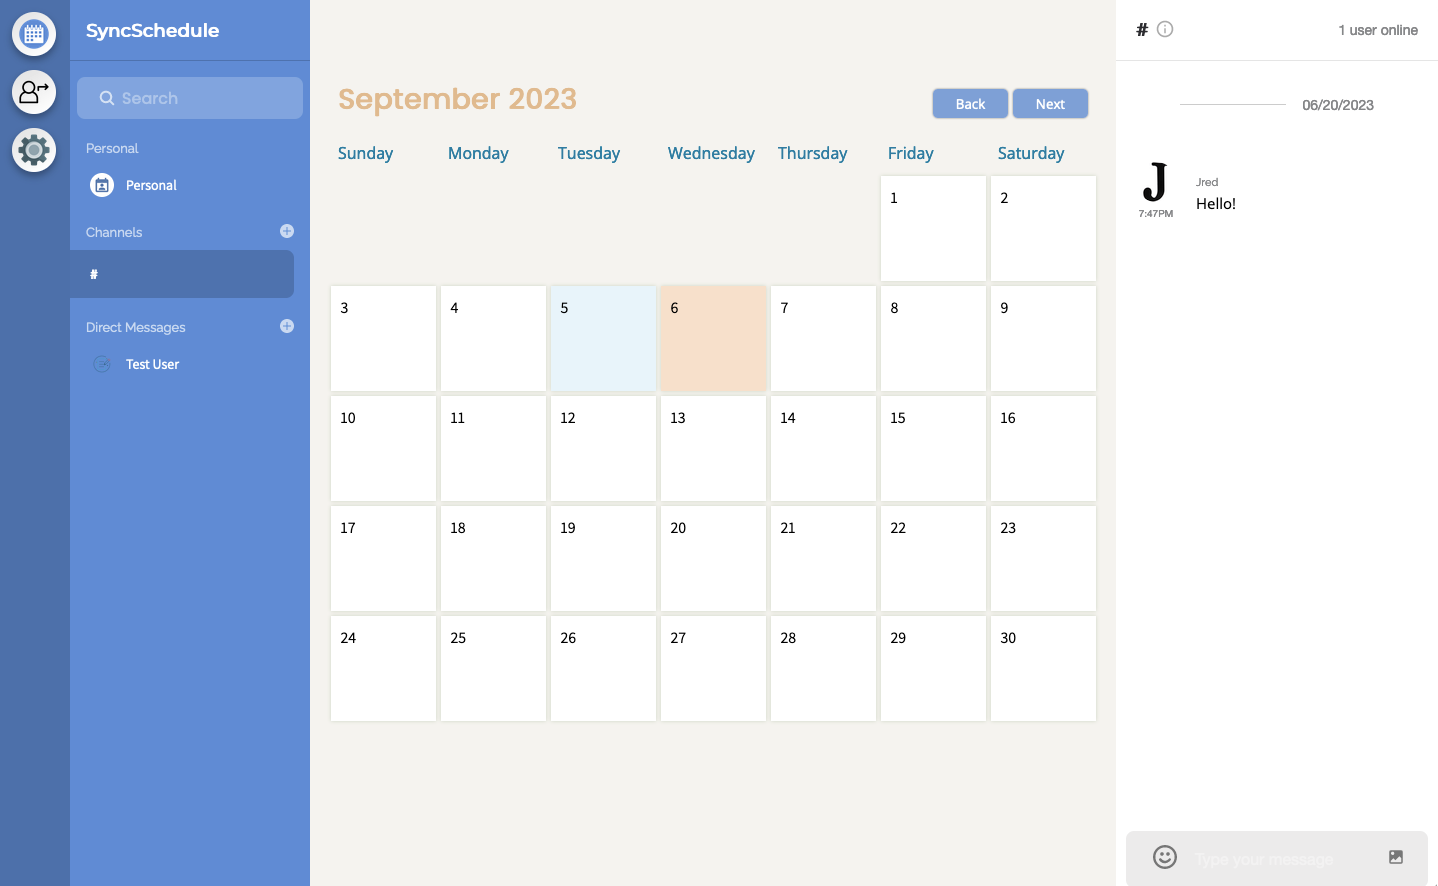 SyncSchedule
Search
Personal
Personal
Channels
#
Direct Messages
Test User
September 2023
Back
Next
Sunday Monday Tuesday Wednesday Thursday Friday Saturday
1 2
3 4 5 6 7 8 9
10 11 12 13 14 15 16
17 18 19 20 21 22 23
24 25 26 27 28 29 30
#
1 user online
06/20/2023
J
Jred
7:47PM
Hello!
Type your message